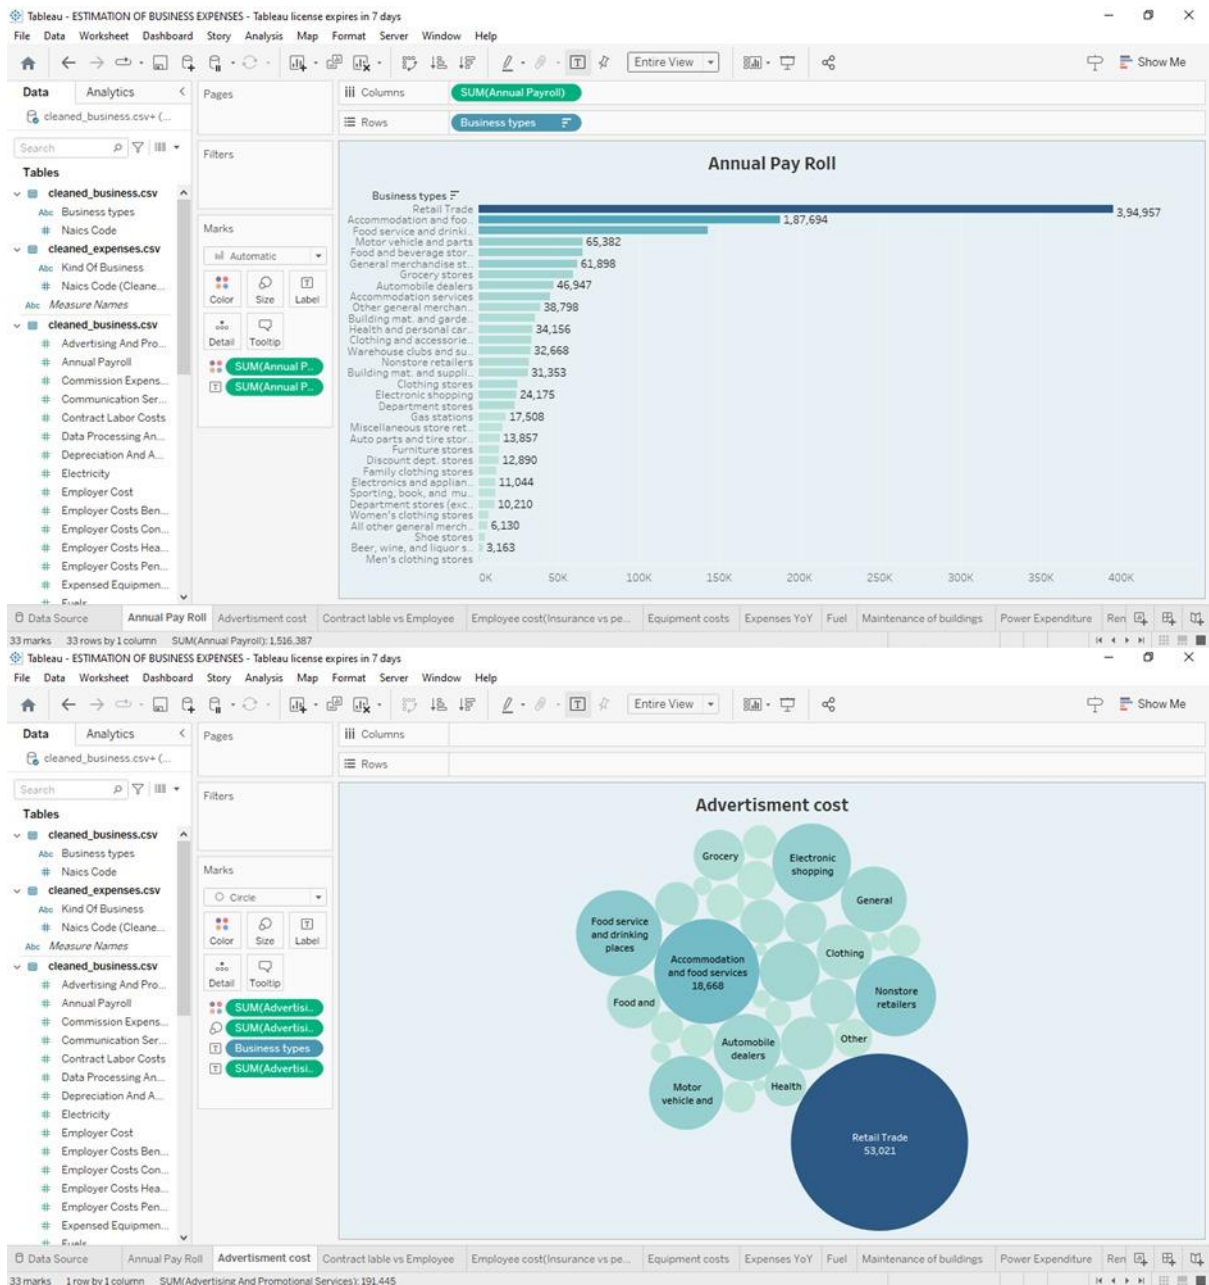 Tableau - ESTIMATION OF BUSINESS EXPENSES - Tableau license expires in 7 days
File Data Worksheet Dashboard Story Analysis Map Format Server Window Help
Entire View Show Me
Data Analytics Pages Columns SUM(Annual Payroll)
cleaned_business.csv+ (... Rows Business types
Search Filters
Tables
cleaned_business.csv
Business types
Naics Code
cleaned_expenses.csv
Kind Of Business
Naics Code (Cleane...
Measure Names
cleaned_business.csv
Advertising And Pro...
Annual Payroll
Commission Expens...
Communication Ser...
Contract Labor Costs
Data Processing An...
Depreciation And A...
Electricity
Employer Cost
Employer Costs Ben...
Employer Costs Con...
Employer Costs Hea...
Employer Costs Pen...
Expensed Equipmen...
Fuels
Marks
Automatic
Color Size Label
Detail Tooltip
SUM(Annual P..
SUM(Annual P..
Annual Pay Roll
Business types
Retail Trade 3,94,957
Accommodation and foo.. 1,87,694
Food service and drinki..
Motor vehicle and parts 65,382
Food and beverage stor..
General merchandise st.. 61,898
Grocery stores
Automobile dealers 46,947
Accommodation services
Other general merchan.. 38,798
Building mat. and garde..
Health and personal car.. 34,156
Clothing and accessorie..
Warehouse clubs and su.. 32,668
Nonstore retailers
Building mat. and suppli.. 31,353
Clothing stores
Electronic shopping 24,175
Department stores
Gas stations 17,508
Miscellaneous store ret..
Auto parts and tire stor.. 13,857
Furniture stores
Discount dept. stores 12,890
Family clothing stores
Electronics and applian.. 11,044
Sporting, book, and mu..
Department stores (exc.. 10,210
Women's clothing stores
All other general merch.. 6,130
Shoe stores
Beer, wine, and liquor s.. 3,163
Men's clothing stores
0K 50K 100K 150K 200K 250K 300K 350K 400K
Data Source Annual Pay Roll Advertisment cost Contract lable vs Employee Employee cost(Insurance vs pe... Equipment costs Expenses YoY Fuel Maintenance of buildings Power Expenditure Ren
33 marks 33 rows by 1 column SUM(Annual Payroll): 1,516,387
Tableau - ESTIMATION OF BUSINESS EXPENSES - Tableau license expires in 7 days
File Data Worksheet Dashboard Story Analysis Map Format Server Window Help
Entire View Show Me
Data Analytics Pages Columns
cleaned_business.csv+ (... Rows
Search Filters
Tables
cleaned_business.csv
Abc Business types
# Naics Code
cleaned_expenses.csv
Abc Kind Of Business
# Naics Code (Cleane...
Abc Measure Names
cleaned_business.csv
# Advertising And Pro...
# Annual Payroll
# Commission Expens...
# Communication Ser...
# Contract Labor Costs
# Data Processing An...
# Depreciation And A...
# Electricity
# Employer Cost
# Employer Costs Ben...
# Employer Costs Con...
# Employer Costs Hea...
# Employer Costs Pen...
# Expensed Equipmen...
# Fuels
Marks
Circle
Color Size Label
Detail Tooltip
SUM(Advertisi..
SUM(Advertisi..
Business types
SUM(Advertisi..
Advertisment cost
Grocery
Electronic
shopping
General
Food service
and drinking
places
Accommodation
and food services
18,668
Clothing
Food and
Nonstore
retailers
Automobile
dealers
Other
Motor
vehicle and
Health
Retail Trade
53,021
Data Source Annual Pay Roll Advertisment cost Contract lable vs Employee Employee cost(Insurance vs pe... Equipment costs Expenses YoY Fuel Maintenance of buildings Power Expenditure Ren
33 marks 1 row by 1 column SUM(Advertising And Promotional Services): 191,445